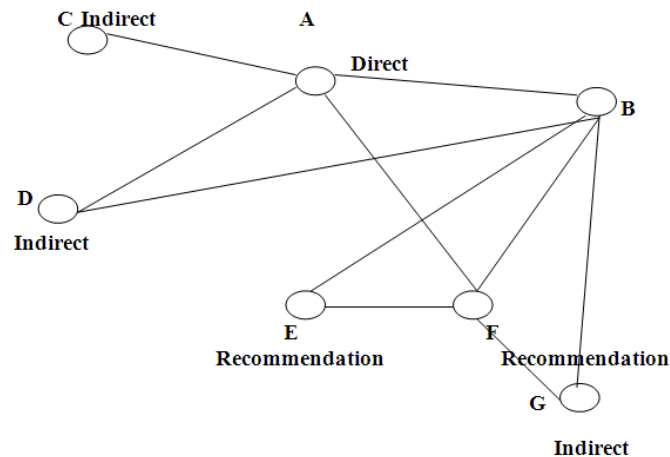 C Indirect
A
Direct
B
D
Indirect
E
F
Recommendation
Recommendation
G
Indirect